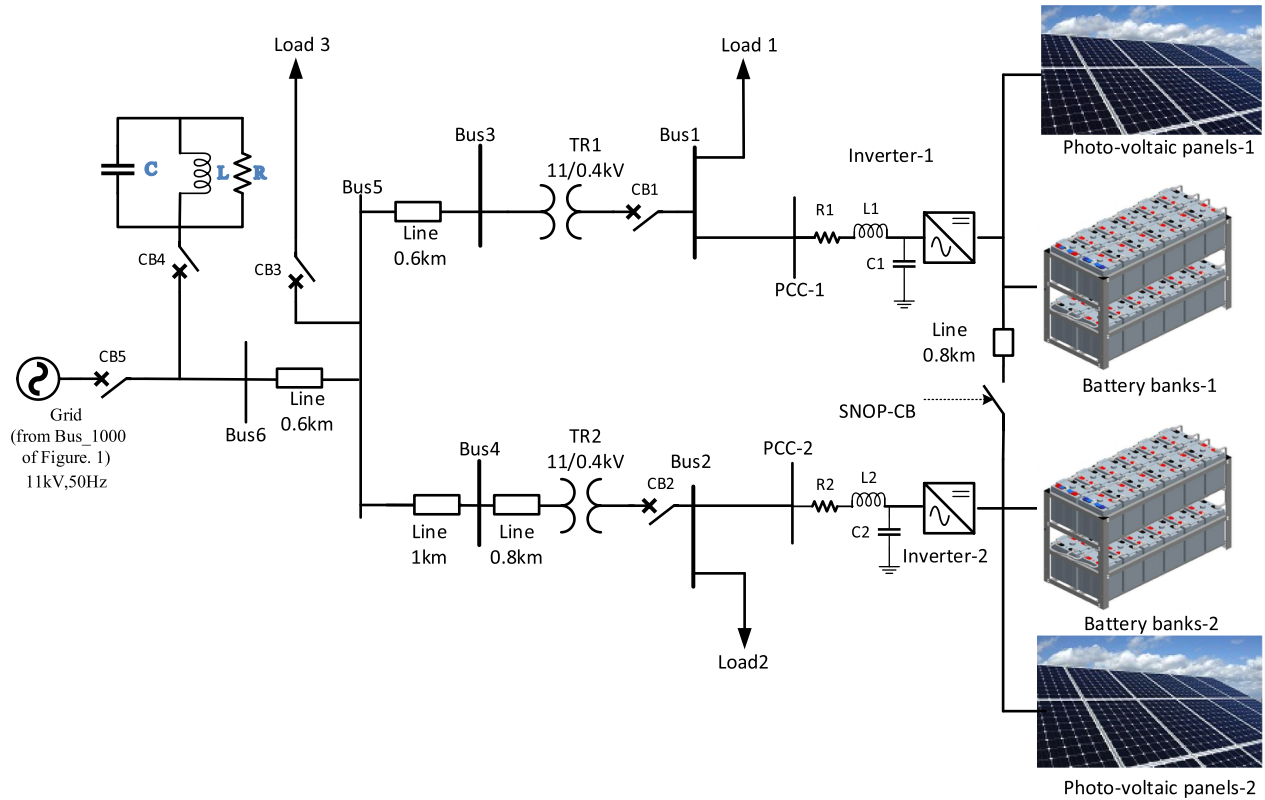 Load 3
Load 1
Photo-voltaic panels-1
C
L
R
Bus3
TR1
11/0.4kV
Bus1
CB1
Inverter-1
Bus5
Line
0.6km
R1
L1
C1
PCC-1
CB4
CB3
Line
0.8km
Battery banks-1
CB5
Grid
(from Bus_1000
of Figure. 1)
11kV,50Hz
Bus6
Line
0.6km
SNOP-CB
TR2
11/0.4kV
Bus4
Bus2
PCC-2
CB2
R2
L2
C2
Line
1km
Line
0.8km
Inverter-2
Battery banks-2
Load2
Photo-voltaic panels-2